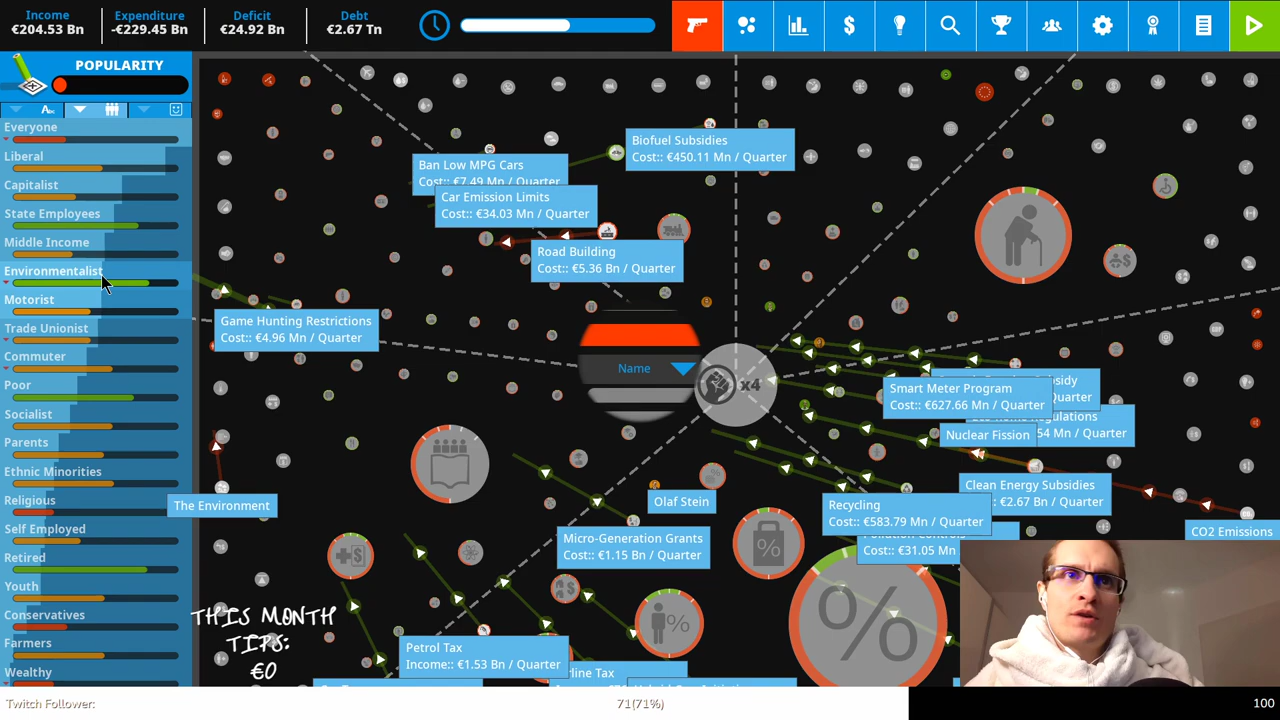 Income
€204.53 Bn
Expenditure
-€229.45 Bn
Deficit
€24.92 Bn
Debt
€2.67 Tn
POPULARITY
Everyone
Liberal
Capitalist
State Employees
Middle Income
Environmentalist
Motorist
Trade Unionist
Commuter
Poor
Socialist
Parents
Ethnic Minorities
Religious
Self Employed
Retired
Youth
Conservatives
Farmers
Wealthy
Biofuel Subsidies
Cost:: €450.11 Mn / Quarter
Ban Low MPG Cars
Cost:: €7.49 Mn / Quarter
Car Emission Limits
Cost:: €34.03 Mn / Quarter
Road Building
Cost:: €5.36 Bn / Quarter
Game Hunting Restrictions
Cost:: €4.96 Mn / Quarter
Name
x4
Smart Meter Program
Cost:: €627.66 Mn / Quarter
Nuclear Fission
Clean Energy Subsidies
: €2.67 Bn / Quarter
The Environment
Olaf Stein
Recycling
Cost:: €583.79 Mn / Quarter
Cost:: €31.05 Mn
CO2 Emissions
Micro-Generation Grants
Cost:: €1.15 Bn / Quarter
Petrol Tax
Income:: €1.53 Bn / Quarter
THIS MONTH
TIPS:
€0
Twitch Follower:
71(71%)
100